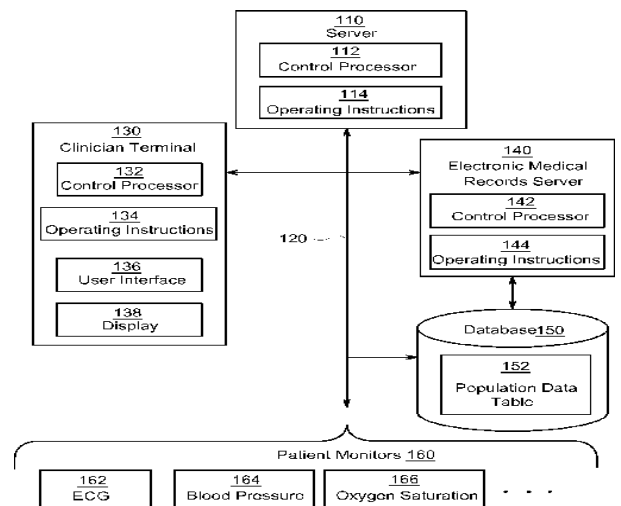 110
Server
112
Control Processor
114
Operating Instructions
130
Clinician Terminal
132
Control Processor
134
Operating Instructions
136
User Interface
138
Display
120
140
Electronic Medical
Records Server
142
Control Processor
144
Operating Instructions
Database150
152
Population Data
Table
Patient Monitors 160
162
ECG
164
Blood Pressure
166
Oxygen Saturation
. . .